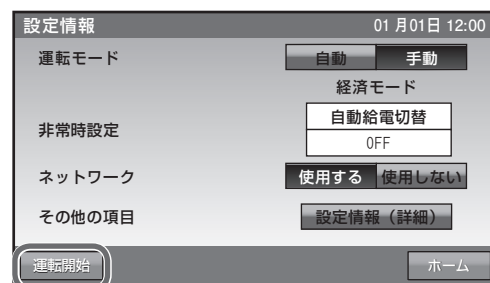 設定情報 01月01日 12:00
運転モード 自動 手動
経済モード
非常時設定 自動給電切替
OFF
ネットワーク 使用する 使用しない
その他の項目 設定情報（詳細）
運転開始 ホーム